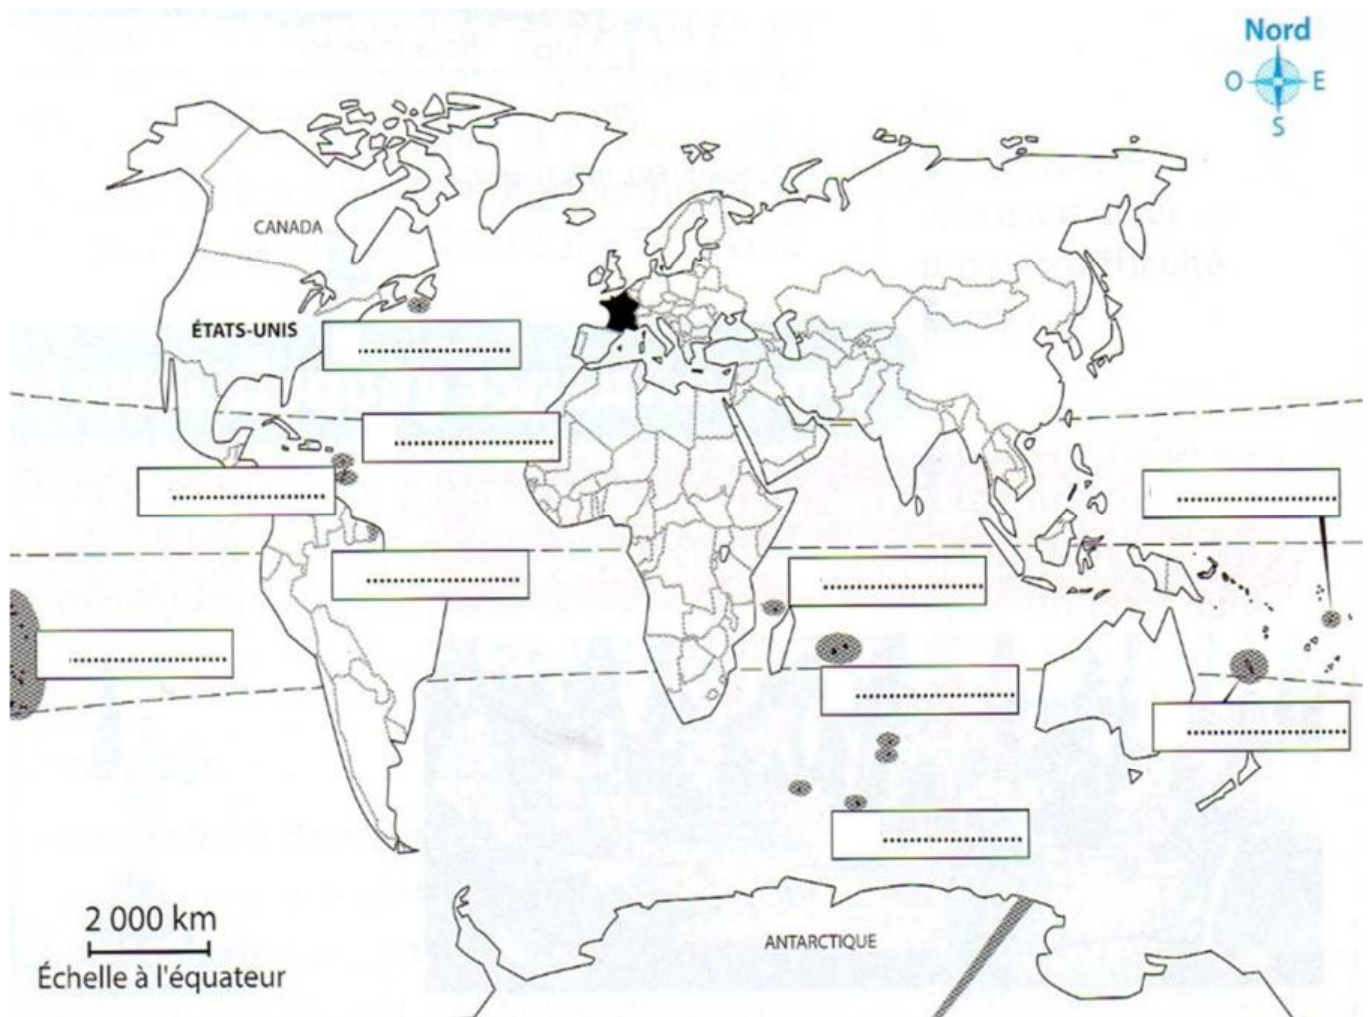 Nord
O
E
S
CANADA
ÉTATS-UNIS
ANTARCTIQUE
2 000 km
Échelle à l'équateur